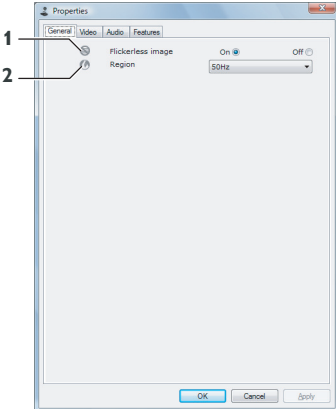 Properties
General Video Audio Features
1 Flickerless image On Off
2 Region 50Hz
OK Cancel Apply